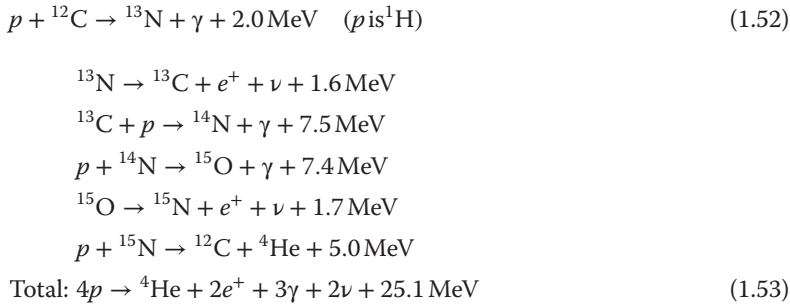 p + ¹²C → ¹³N + γ + 2.0 MeV (p is¹H) (1.52)
¹³N → ¹³C + e⁺ + ν + 1.6 MeV
¹³C + p → ¹⁴N + γ + 7.5 MeV
p + ¹⁴N → ¹⁵O + γ + 7.4 MeV
¹⁵O → ¹⁵N + e⁺ + ν + 1.7 MeV
p + ¹⁵N → ¹²C + ⁴He + 5.0 MeV
Total: 4p → ⁴He + 2e⁺ + 3γ + 2ν + 25.1 MeV (1.53)